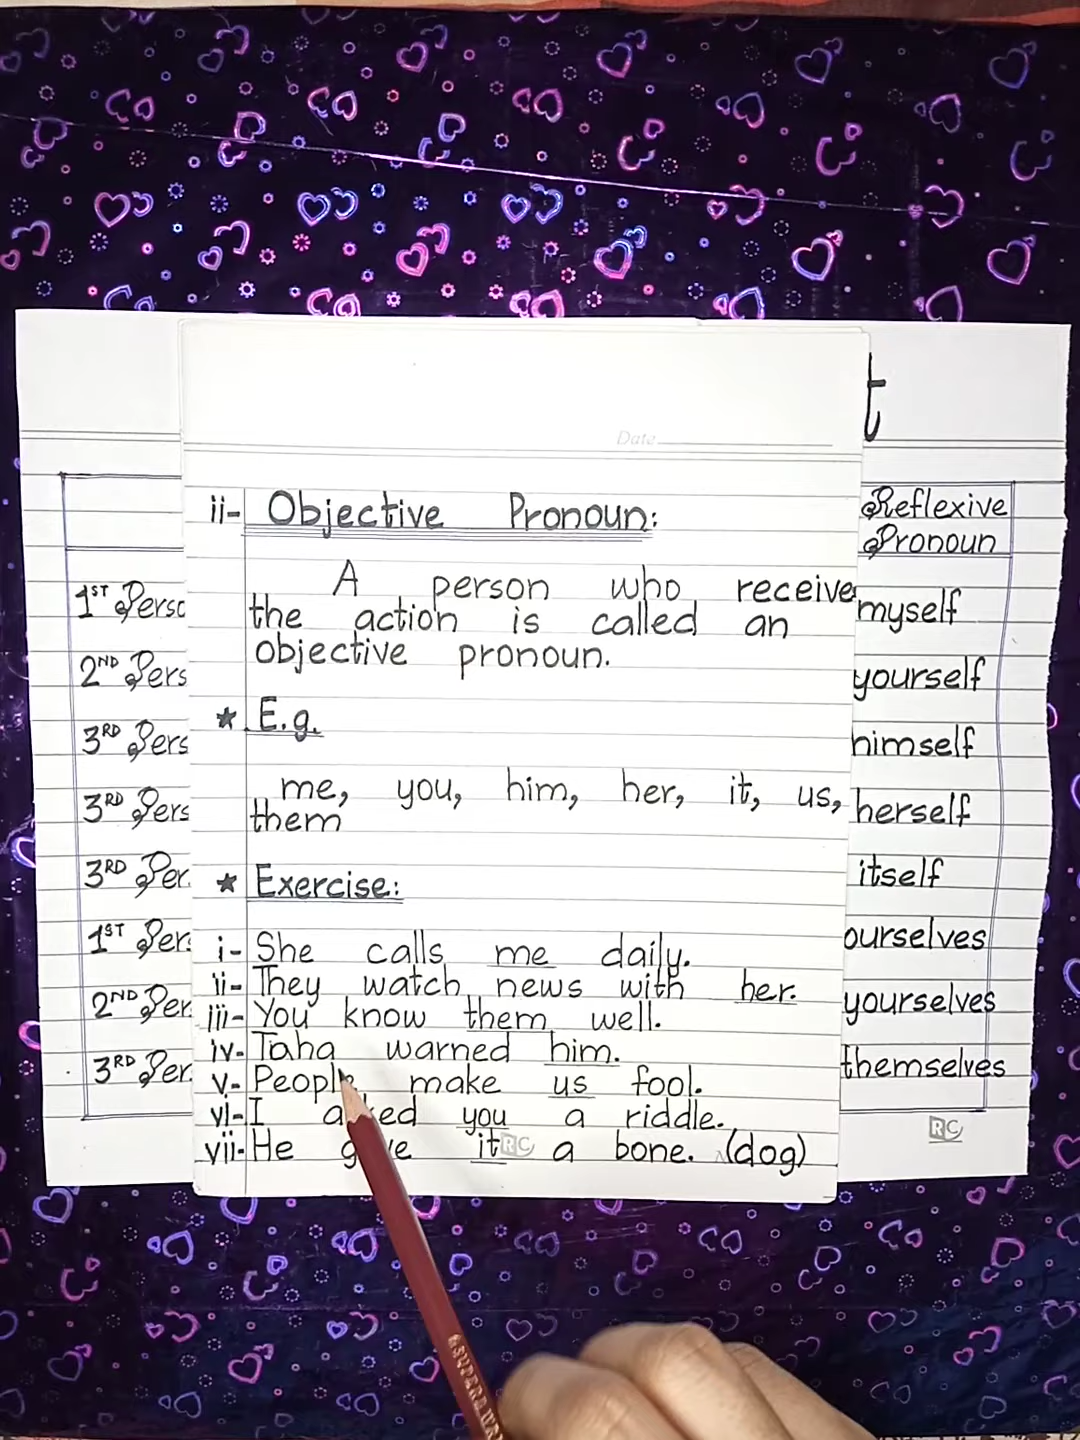 t
Date
ii- Objective Pronoun:
A person who receive
the action is called an
objective pronoun.
★ E.g.
me, you, him, her, it, us,
them
★ Exercise:
i- She calls me daily.
ii- They watch news with her.
iii- You know them well.
iv- Taha warned him.
v- People make us fool.
vi- I asked you a riddle.
vii- He gave it a bone. (dog)
RC
1ST Perso
2ND Pers
3RD Pers
3RD Pers
3RD Per
1ST Per
2ND Per
3RD Per
Reflexive
Pronoun
myself
yourself
himself
herself
itself
ourselves
yourselves
themselves
RC